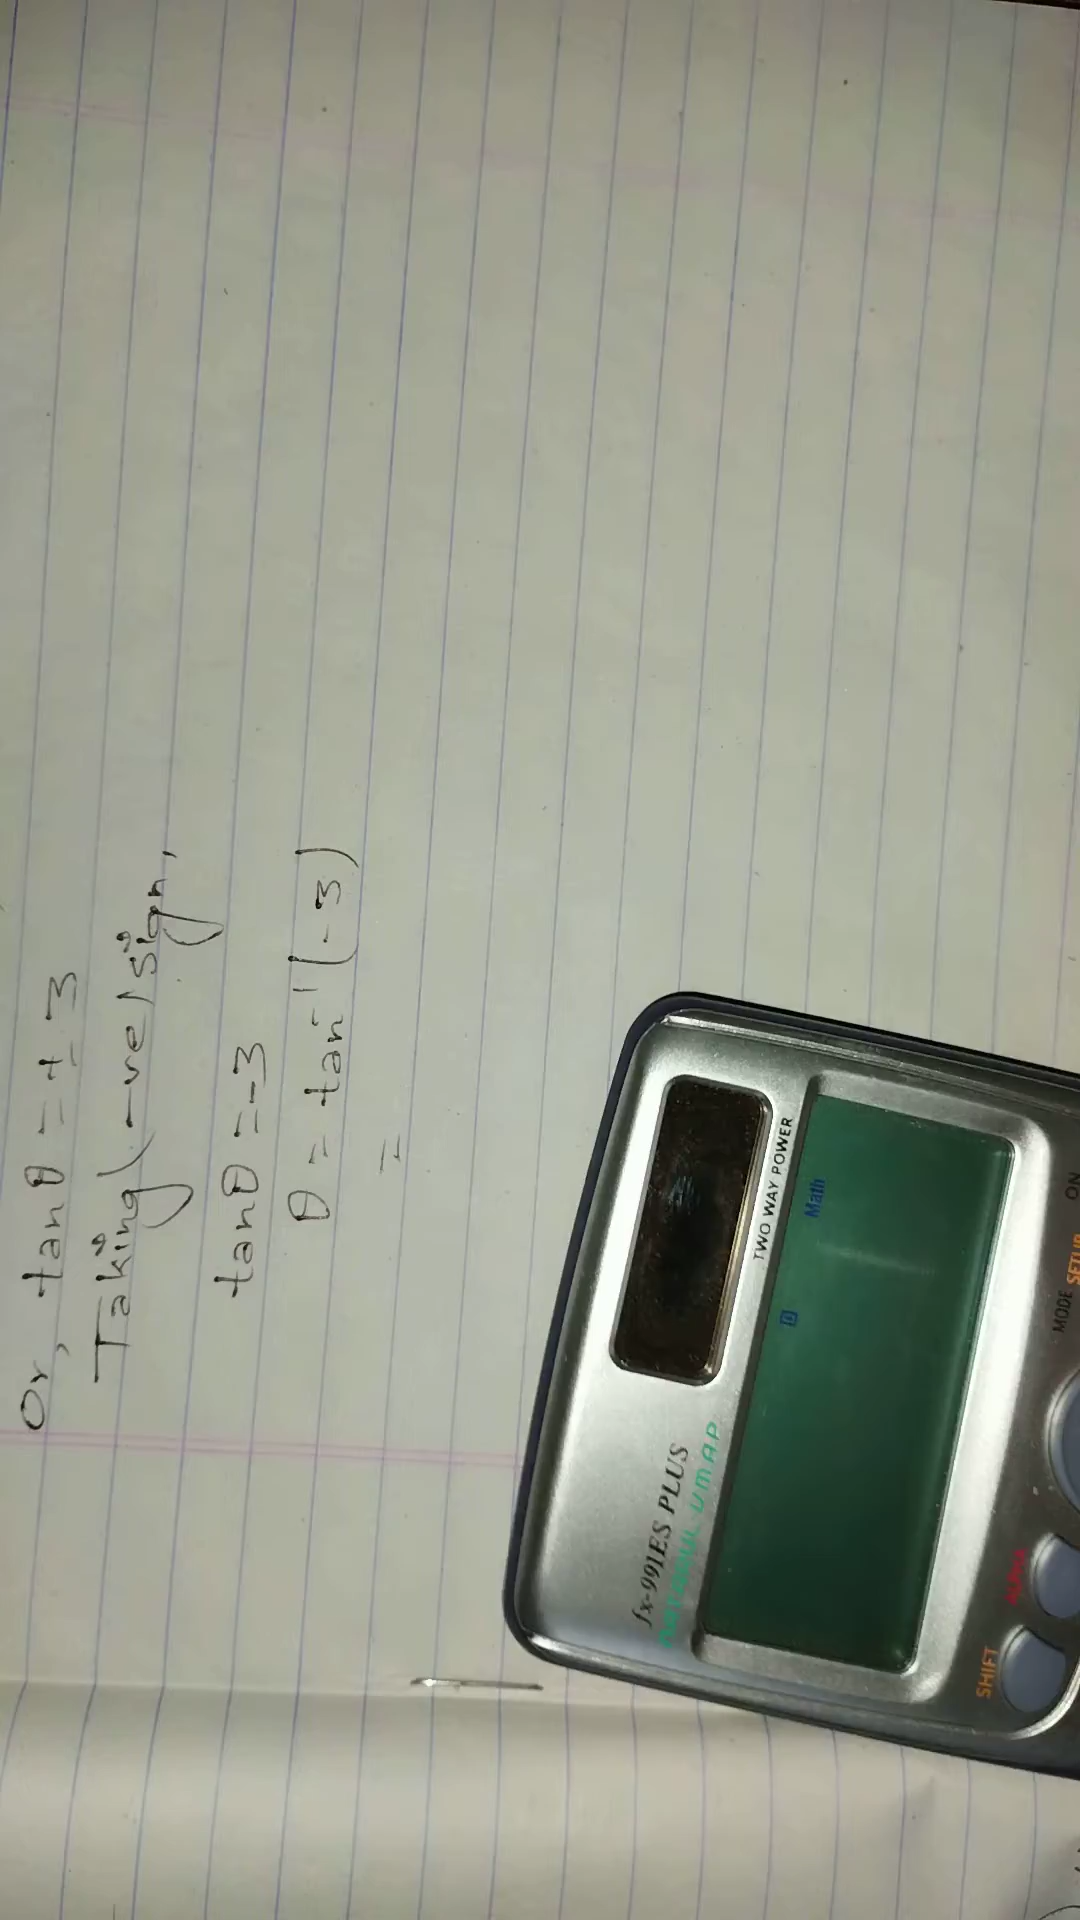 Or, tanθ = ± 3
Taking (-ve) sign,
tanθ = -3
θ = tan⁻¹(-3)
=
fx-991ES PLUS
NATURAL-V.P.A.M.
TWO WAY POWER
D Math
SHIFT ALPHA MODE SETUP ON